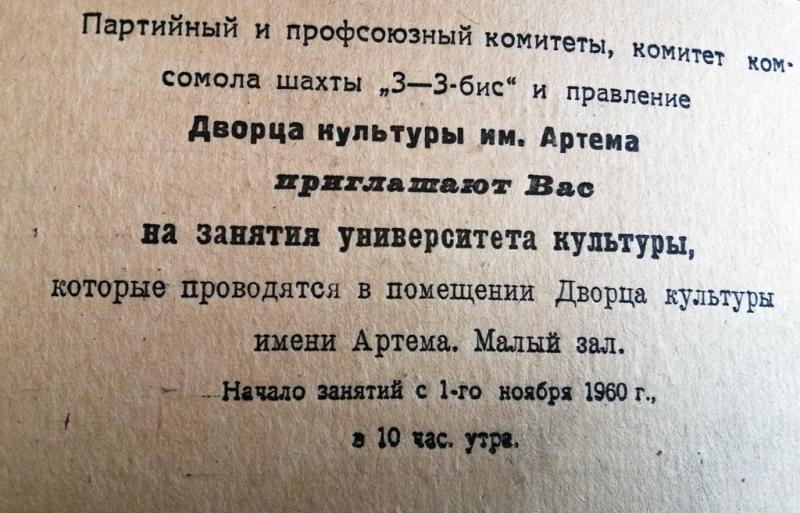 Партийный и профсоюзный комитеты, комитет ком-
сомола шахты „3—3-бис“ и правление
Дворца культуры им. Артема
приглашают Вас
на занятия университета культуры,
которые проводятся в помещении Дворца культуры
имени Артема. Малый зал.
Начало занятий с 1-го ноября 1960 г.,
в 10 час. утра.